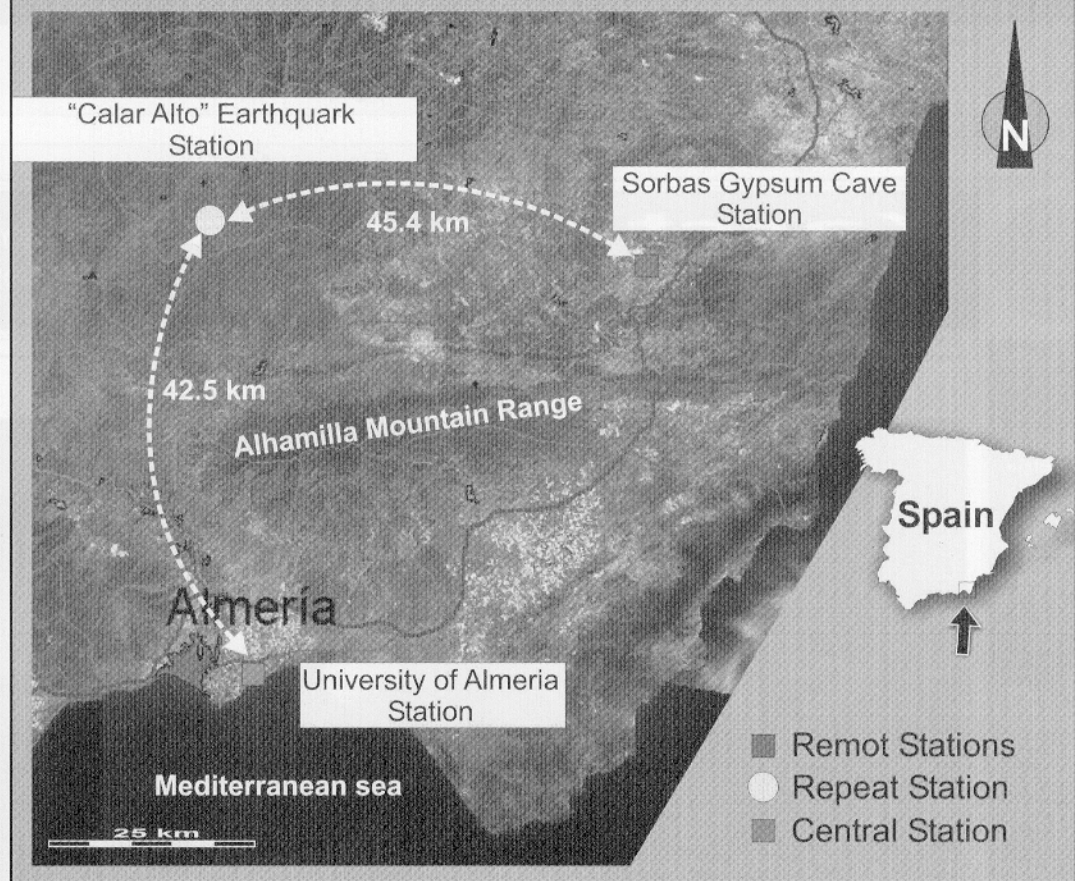 "Calar Alto" Earthquark
Station
N
Sorbas Gypsum Cave
Station
45.4 km
42.5 km
Alhamilla Mountain Range
Spain
Almería
University of Almeria
Station
Mediterranean sea
25 km
Remot Stations
Repeat Station
Central Station